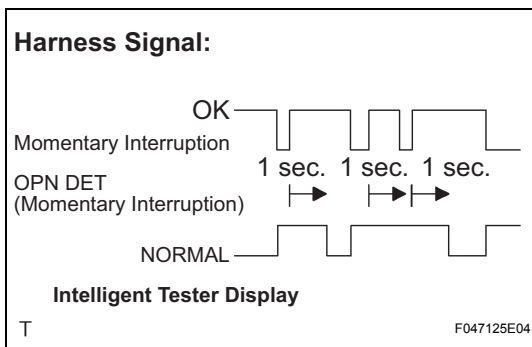 Harness Signal:
OK
Momentary Interruption
1 sec. 1 sec. 1 sec.
OPN DET
(Momentary Interruption)
NORMAL
Intelligent Tester Display
T F047125E04